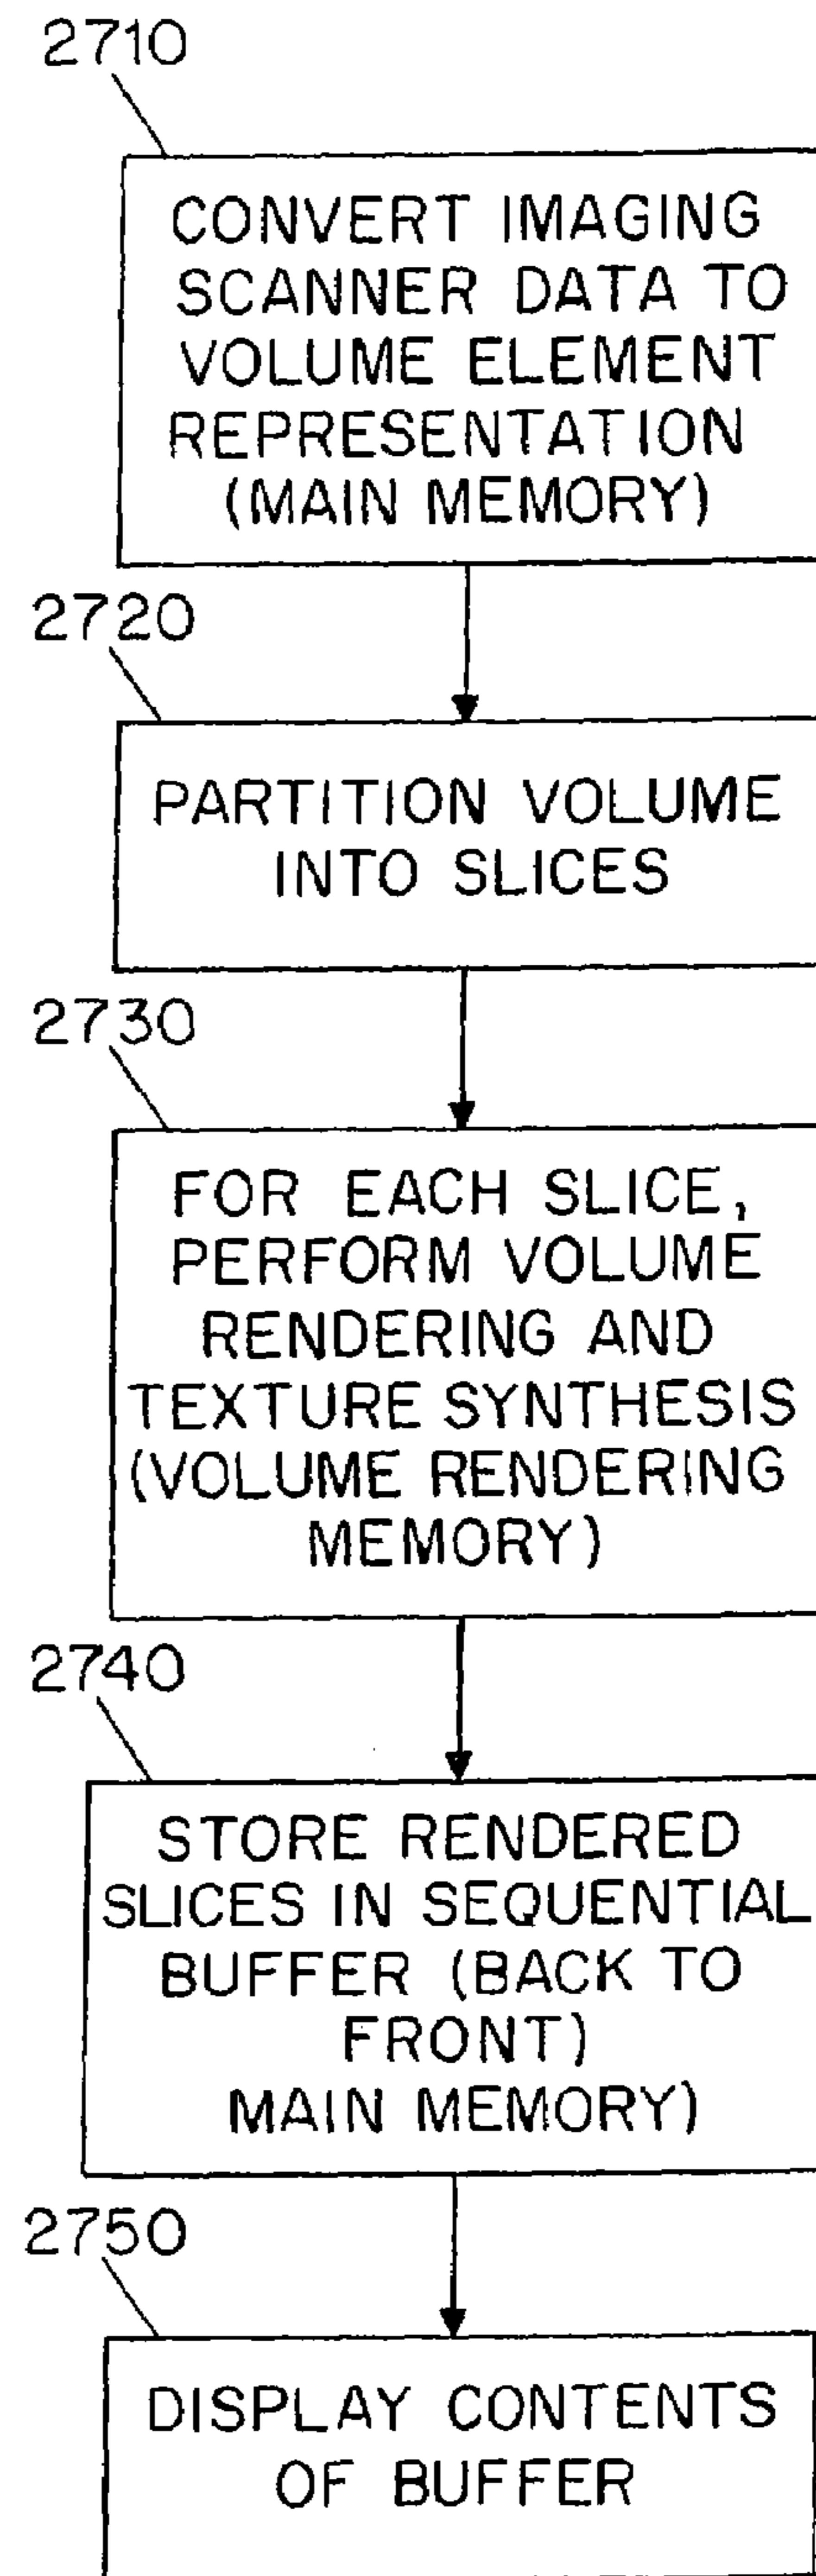 2710
CONVERT IMAGING
SCANNER DATA TO
VOLUME ELEMENT
REPRESENTATION
(MAIN MEMORY)
2720
PARTITION VOLUME
INTO SLICES
2730
FOR EACH SLICE,
PERFORM VOLUME
RENDERING AND
TEXTURE SYNTHESIS
(VOLUME RENDERING
MEMORY)
2740
STORE RENDERED
SLICES IN SEQUENTIAL
BUFFER (BACK TO
FRONT)
MAIN MEMORY)
2750
DISPLAY CONTENTS
OF BUFFER